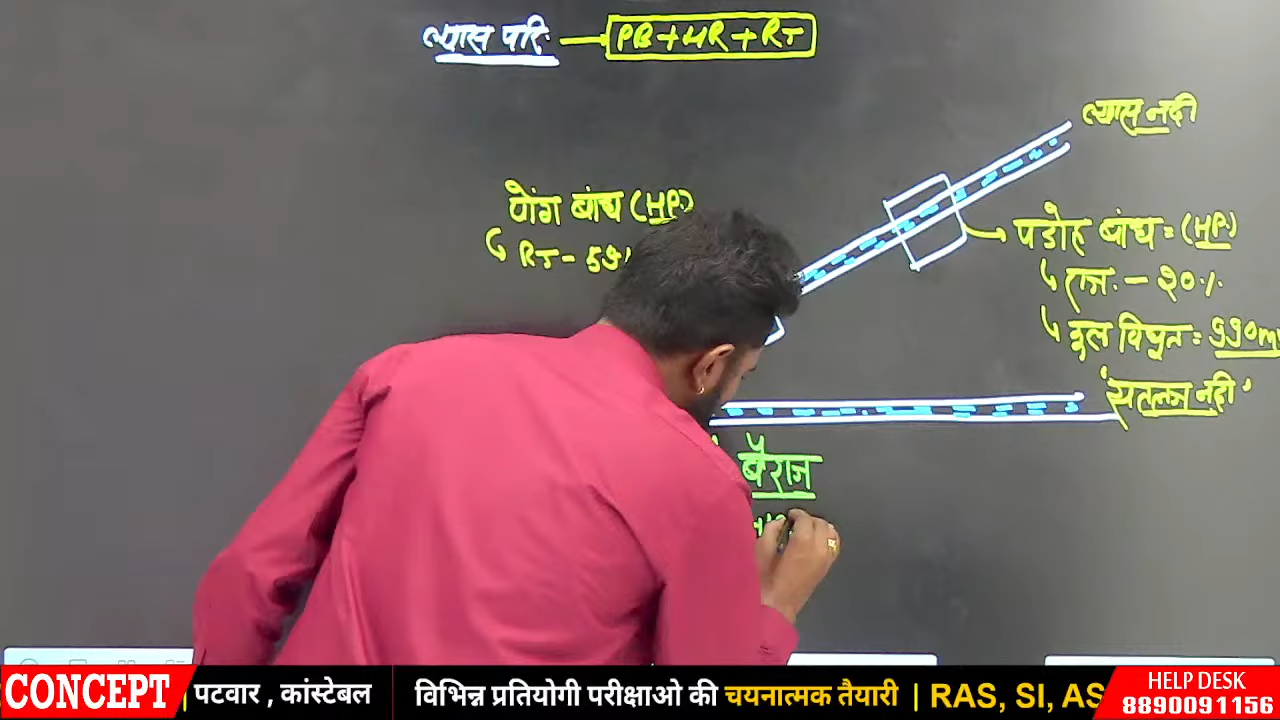 व्यास परि. PB+HR+RJ
व्यास नदी
पोंग बांध (HP)
RJ-59
पडोह बांध = (HP)
राज. - 20%
कुल विधुत = 990m
'सतलज नदी'
बैराज
CONCEPT पटवार , कांस्टेबल विभिन्न प्रतियोगी परीक्षाओ की चयनात्मक तैयारी | RAS, SI, AS
HELP DESK
8890091156